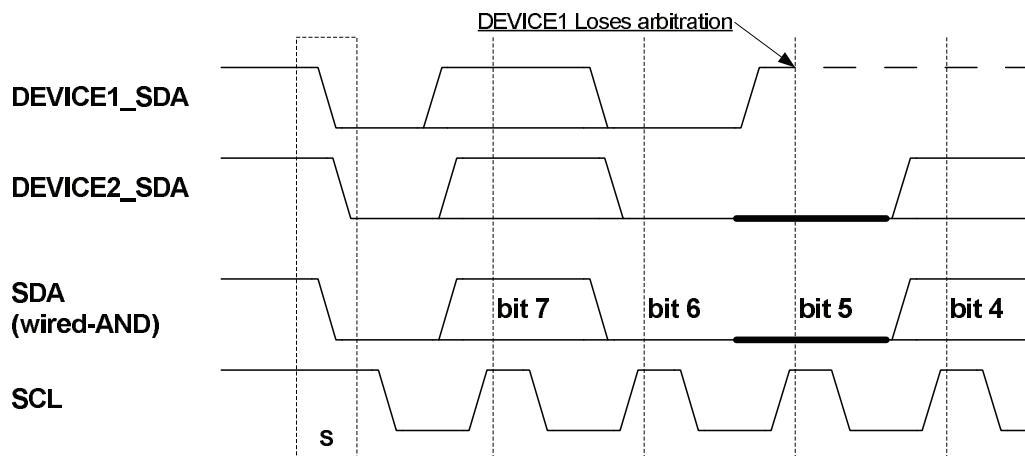 DEVICE1 Loses arbitration
DEVICE1_SDA
DEVICE2_SDA
SDA
(wired-AND)
bit 7 bit 6 bit 5 bit 4
SCL
S